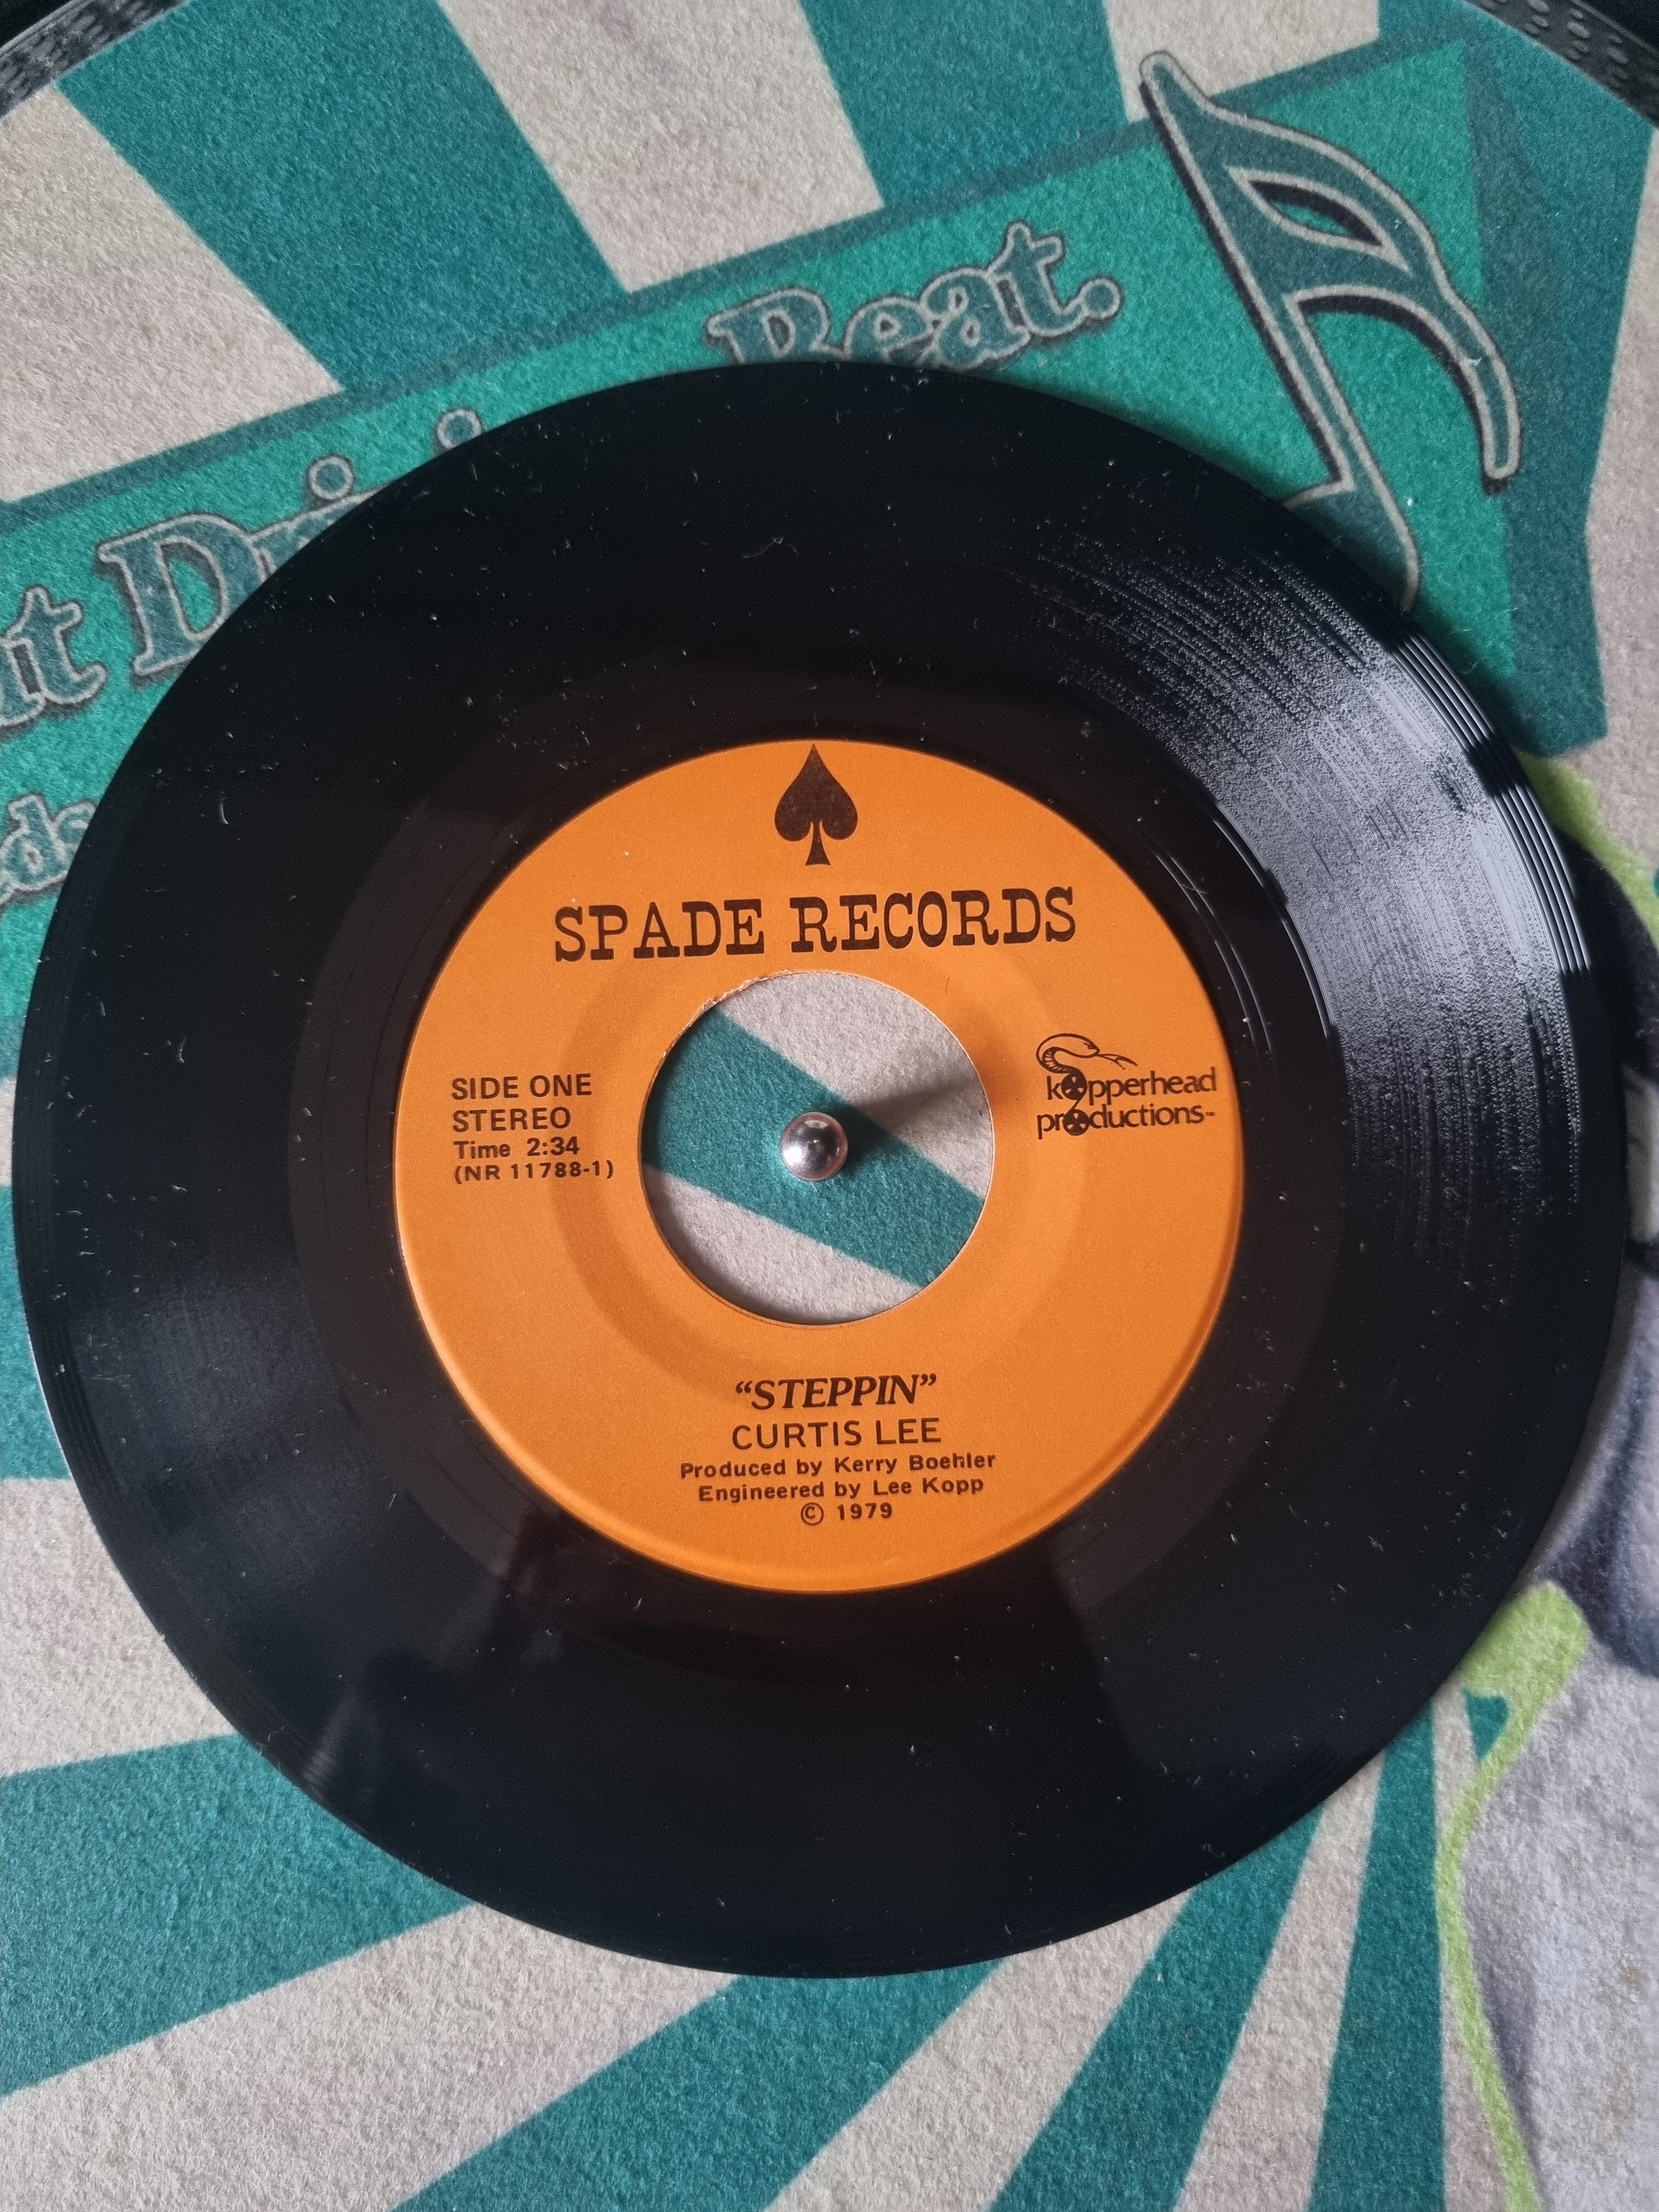 Beat.
SPADE RECORDS
SIDE ONE
STEREO
Time 2:34
(NR 11788-1)
kopperhead
productions™
“STEPPIN”
CURTIS LEE
Produced by Kerry Boehler
Engineered by Lee Kopp
© 1979